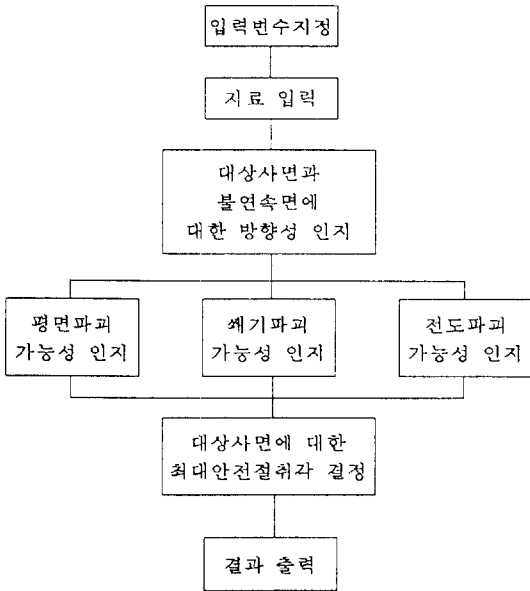 입력변수지정
자료 입력
대상사면과
불연속면에
대한 방향성 인지
평면파괴
가능성 인지
쐐기파괴
가능성 인지
전도파괴
가능성 인지
대상사면에 대한
최대안전절취각 결정
결과 출력